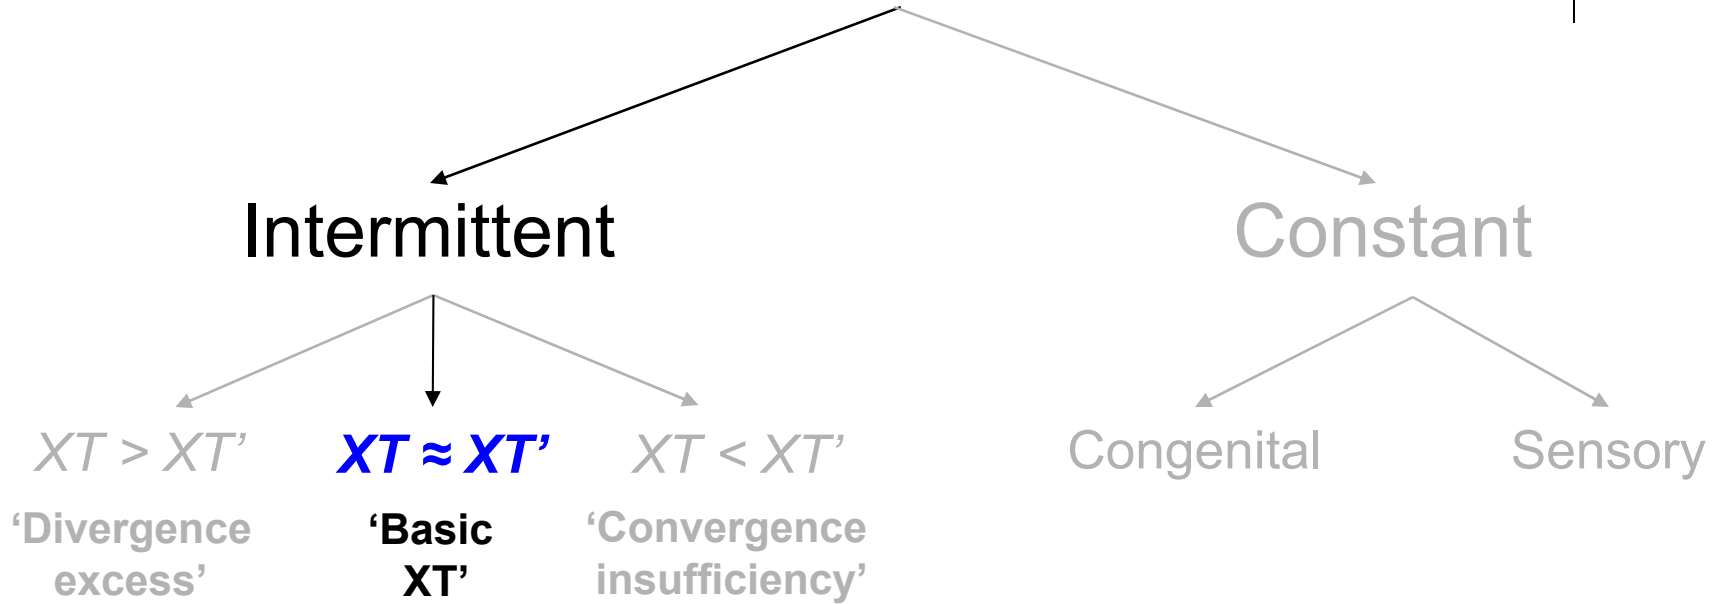 Intermittent
Constant
XT > XT’
XT ≈ XT’
XT < XT’
Congenital
Sensory
‘Divergence
excess’
‘Basic
XT’
‘Convergence
insufficiency’